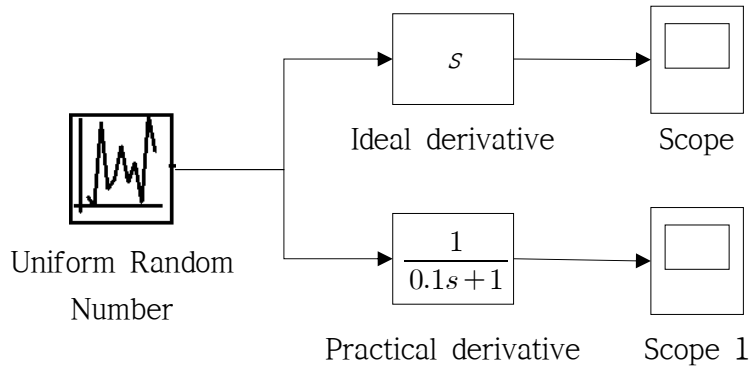 s
Ideal derivative
Scope
Uniform Random
Number
1
0.1s+1
Practical derivative
Scope 1